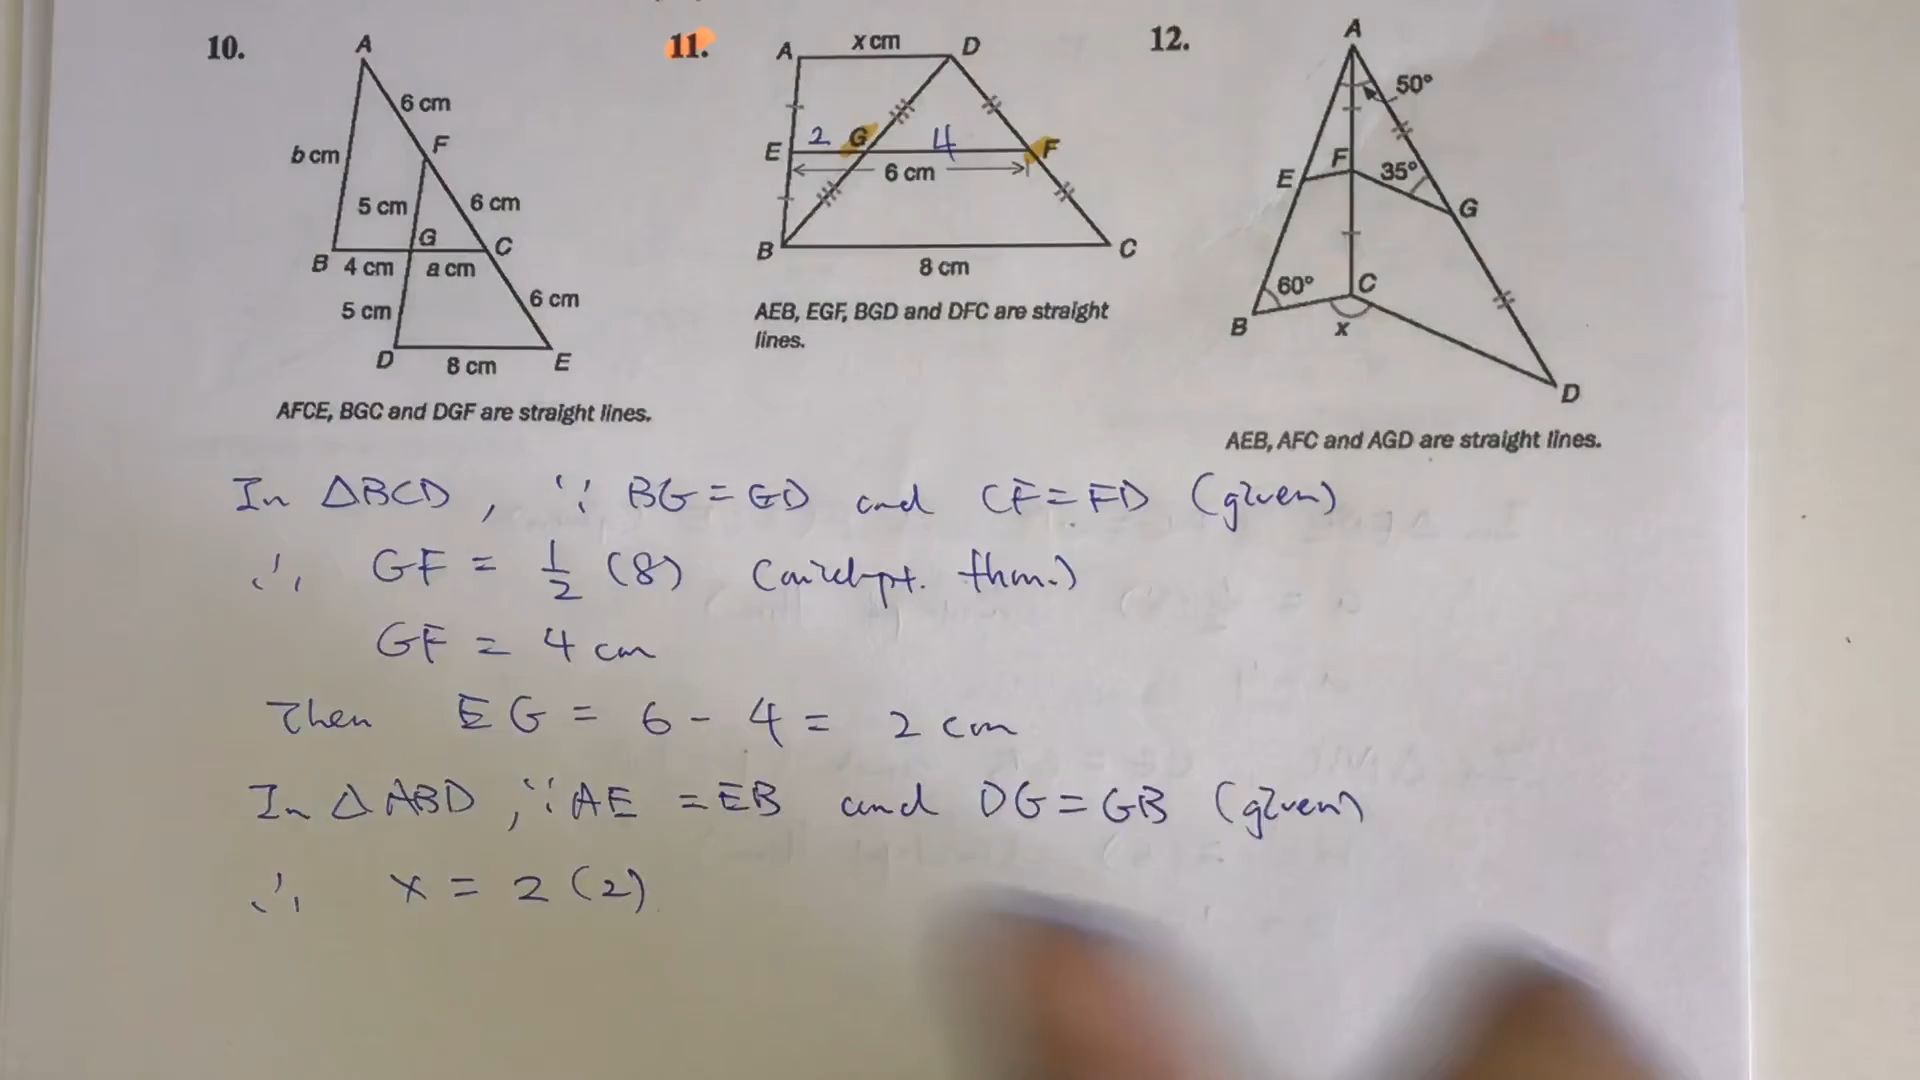 10.
A
6 cm
F
b cm
5 cm
6 cm
G
C
B
4 cm
a cm
6 cm
5 cm
D
8 cm
E
AFCE, BGC and DGF are straight lines.
11.
A
x cm
D
E
2
G
4
F
6 cm
B
C
8 cm
AEB, EGF, BGD and DFC are straight
lines.
12.
A
50°
E
F
35°
G
60°
C
B
x
D
AEB, AFC and AGD are straight lines.
In △BCD, ∵ BG = GD and CF = FD (given)
∴ GF = 1/2 (8) (mid-pt. thm.)
GF = 4 cm
Then EG = 6 - 4 = 2 cm
In △ABD, ∵ AE = EB and DG = GB (given)
∴ x = 2 (2)